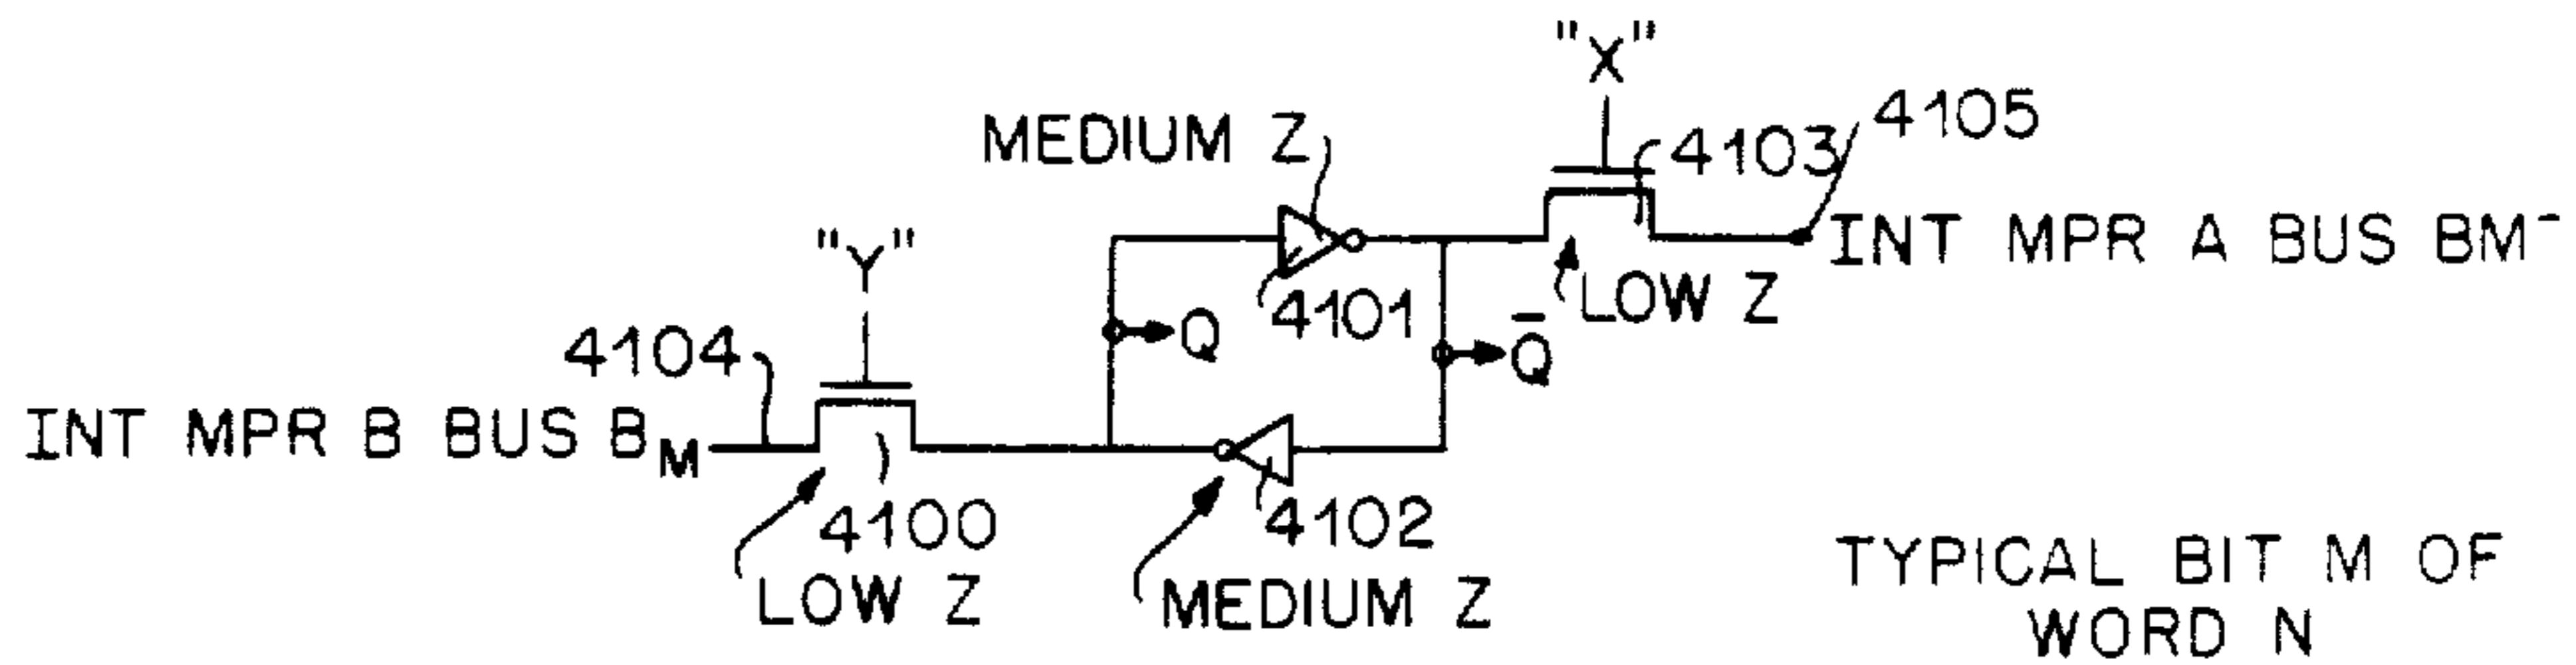 "X"
4105
MEDIUM Z
4103
INT MPR A BUS BM-
"Y"
4101
LOW Z
Q
Q̅
4104
INT MPR B BUS BM
4100
4102
LOW Z
MEDIUM Z
TYPICAL BIT M OF
WORD N